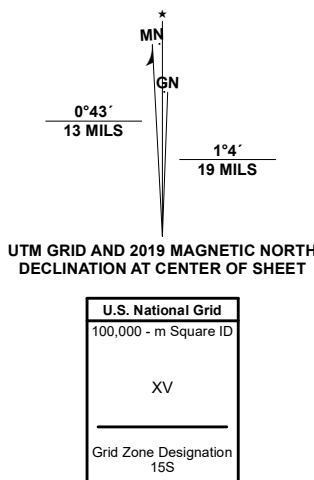 ★
MN
GN
0°43´
13 MILS
1°4´
19 MILS
UTM GRID AND 2019 MAGNETIC NORTH
DECLINATION AT CENTER OF SHEET
U.S. National Grid
100,000 - m Square ID
XV
Grid Zone Designation
15S